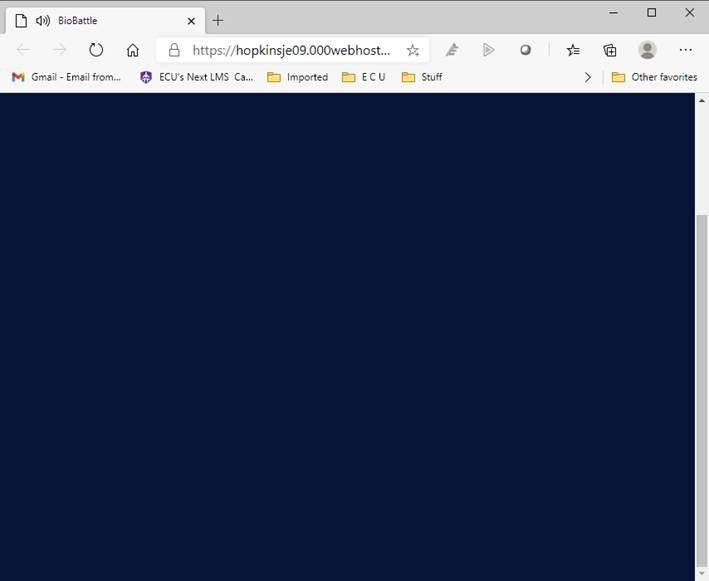 BioBattle
https://hopkinsje09.000webhost...
Gmail - Email from... ECU's Next LMS Ca... Imported E C U Stuff Other favorites